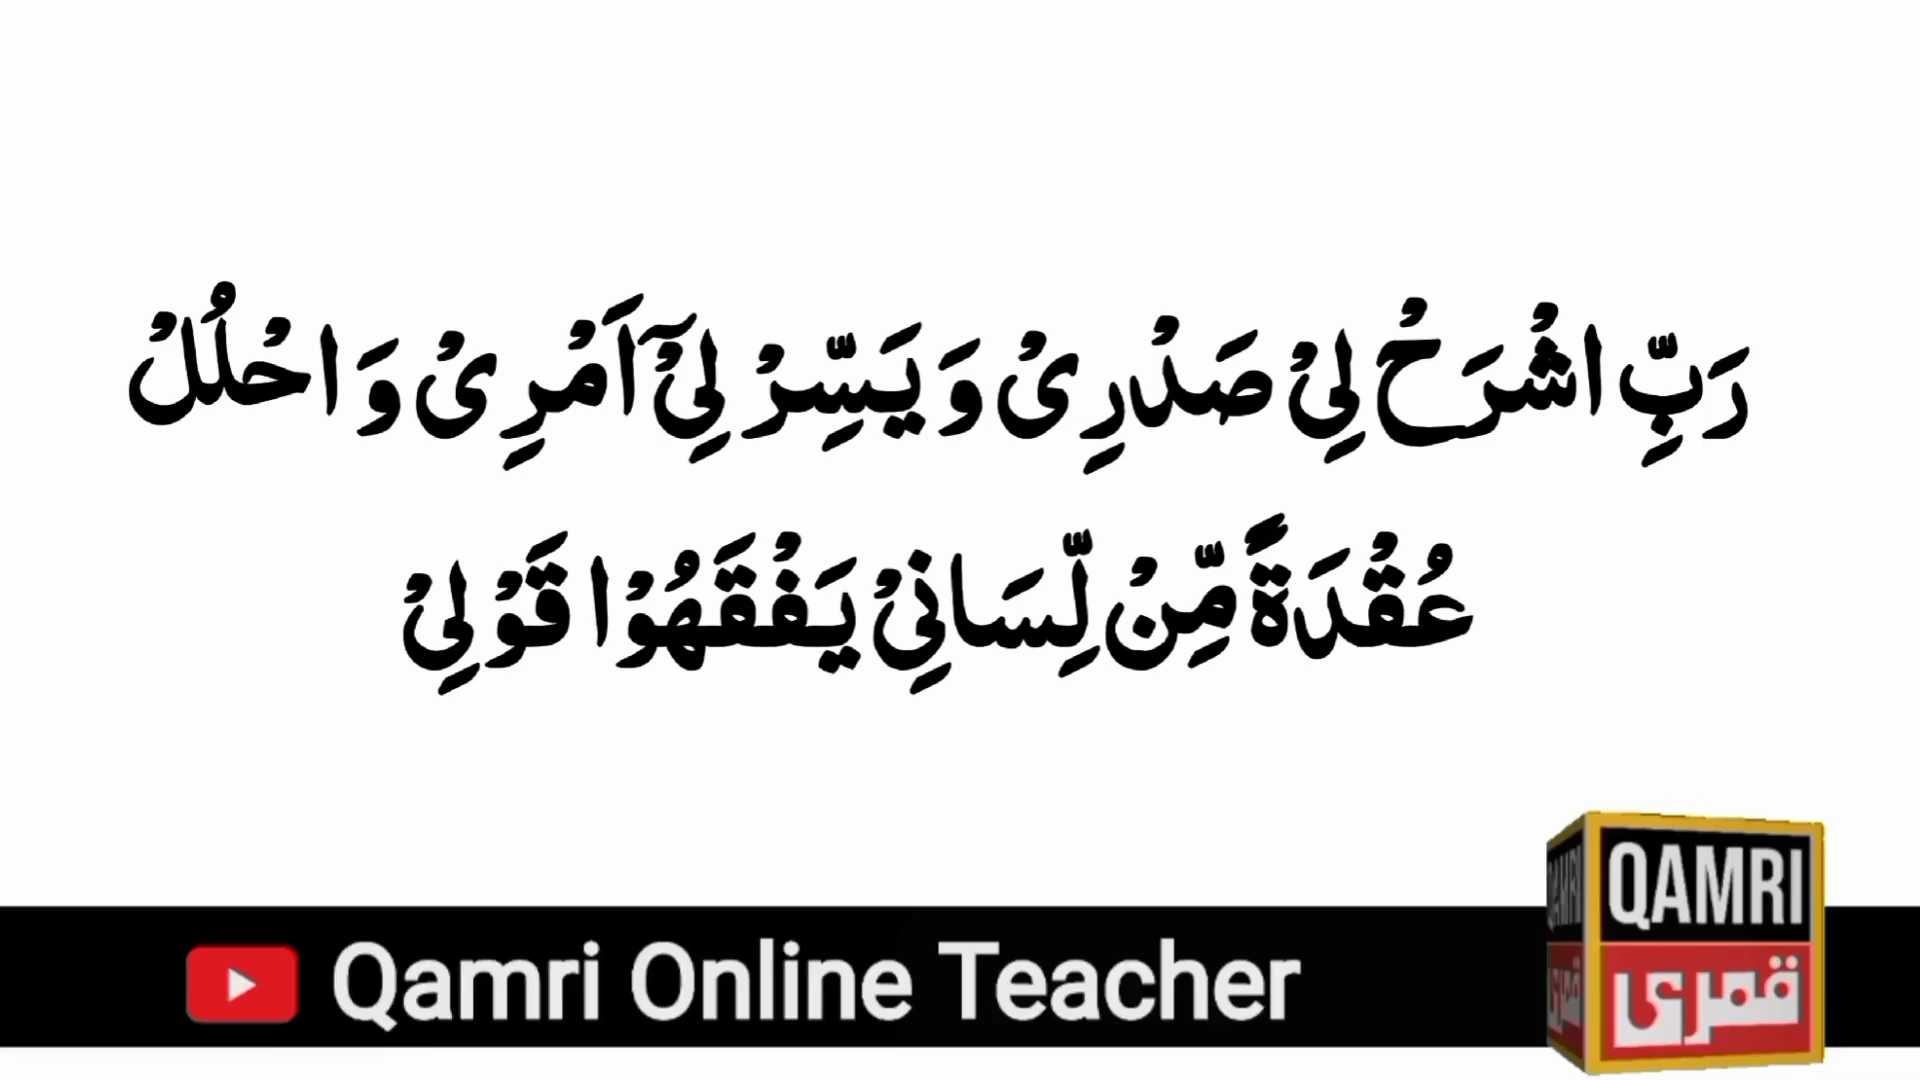 رَبِّ اشْرَحْ لِیْ صَدْرِیْ وَ یَسِّرْ لِیْۤ اَمْرِیْ وَ احْلُلْ
عُقْدَةً مِّنْ لِّسَانِیْ یَفْقَهُوْا قَوْلِیْ
Qamri Online Teacher
QAMRI
قمری